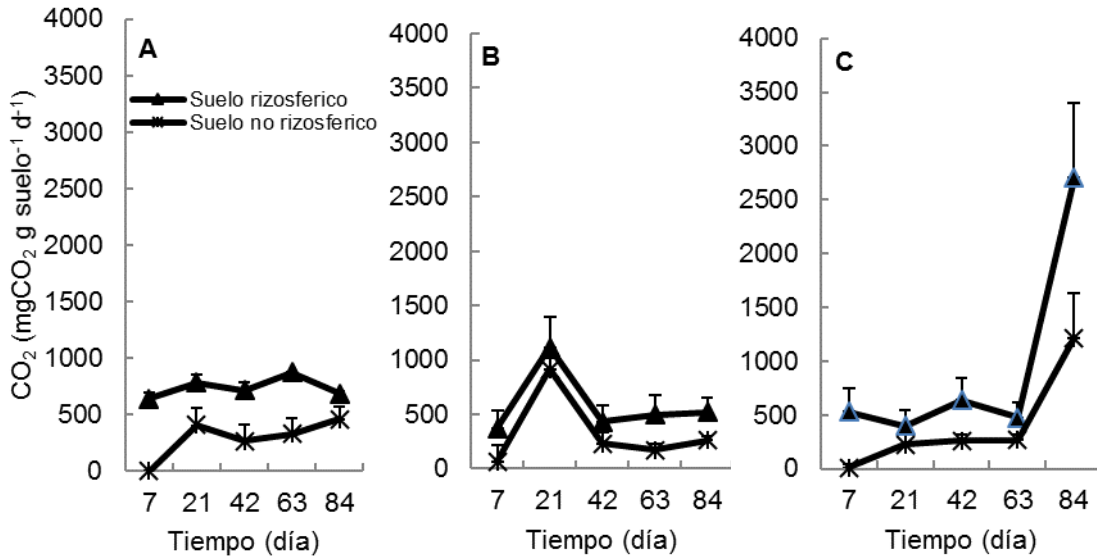 CO₂ (mgCO₂ g suelo⁻¹ d⁻¹)
A
4000
3500
3000
2500
2000
1500
1000
500
0
Suelo rizosferico
Suelo no rizosferico
7 21 42 63 84
Tiempo (día)
B
4000
3500
3000
2500
2000
1500
1000
500
0
7 21 42 63 84
Tiempo (día)
C
4000
3500
3000
2500
2000
1500
1000
500
0
7 21 42 63 84
Tiempo (día)